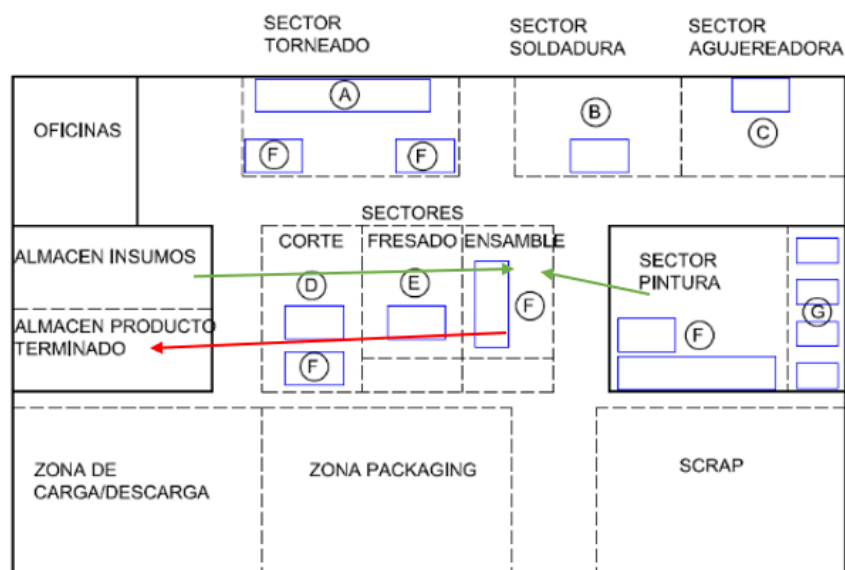 SECTOR
TORNEADO
SECTOR
SOLDADURA
SECTOR
AGUJEREADORA
OFICINAS
A
F
F
B
C
SECTORES
CORTE
FRESADO
ENSAMBLE
ALMACEN INSUMOS
D
E
F
SECTOR
PINTURA
ALMACEN PRODUCTO
TERMINADO
F
F
G
ZONA DE
CARGA/DESCARGA
ZONA PACKAGING
SCRAP